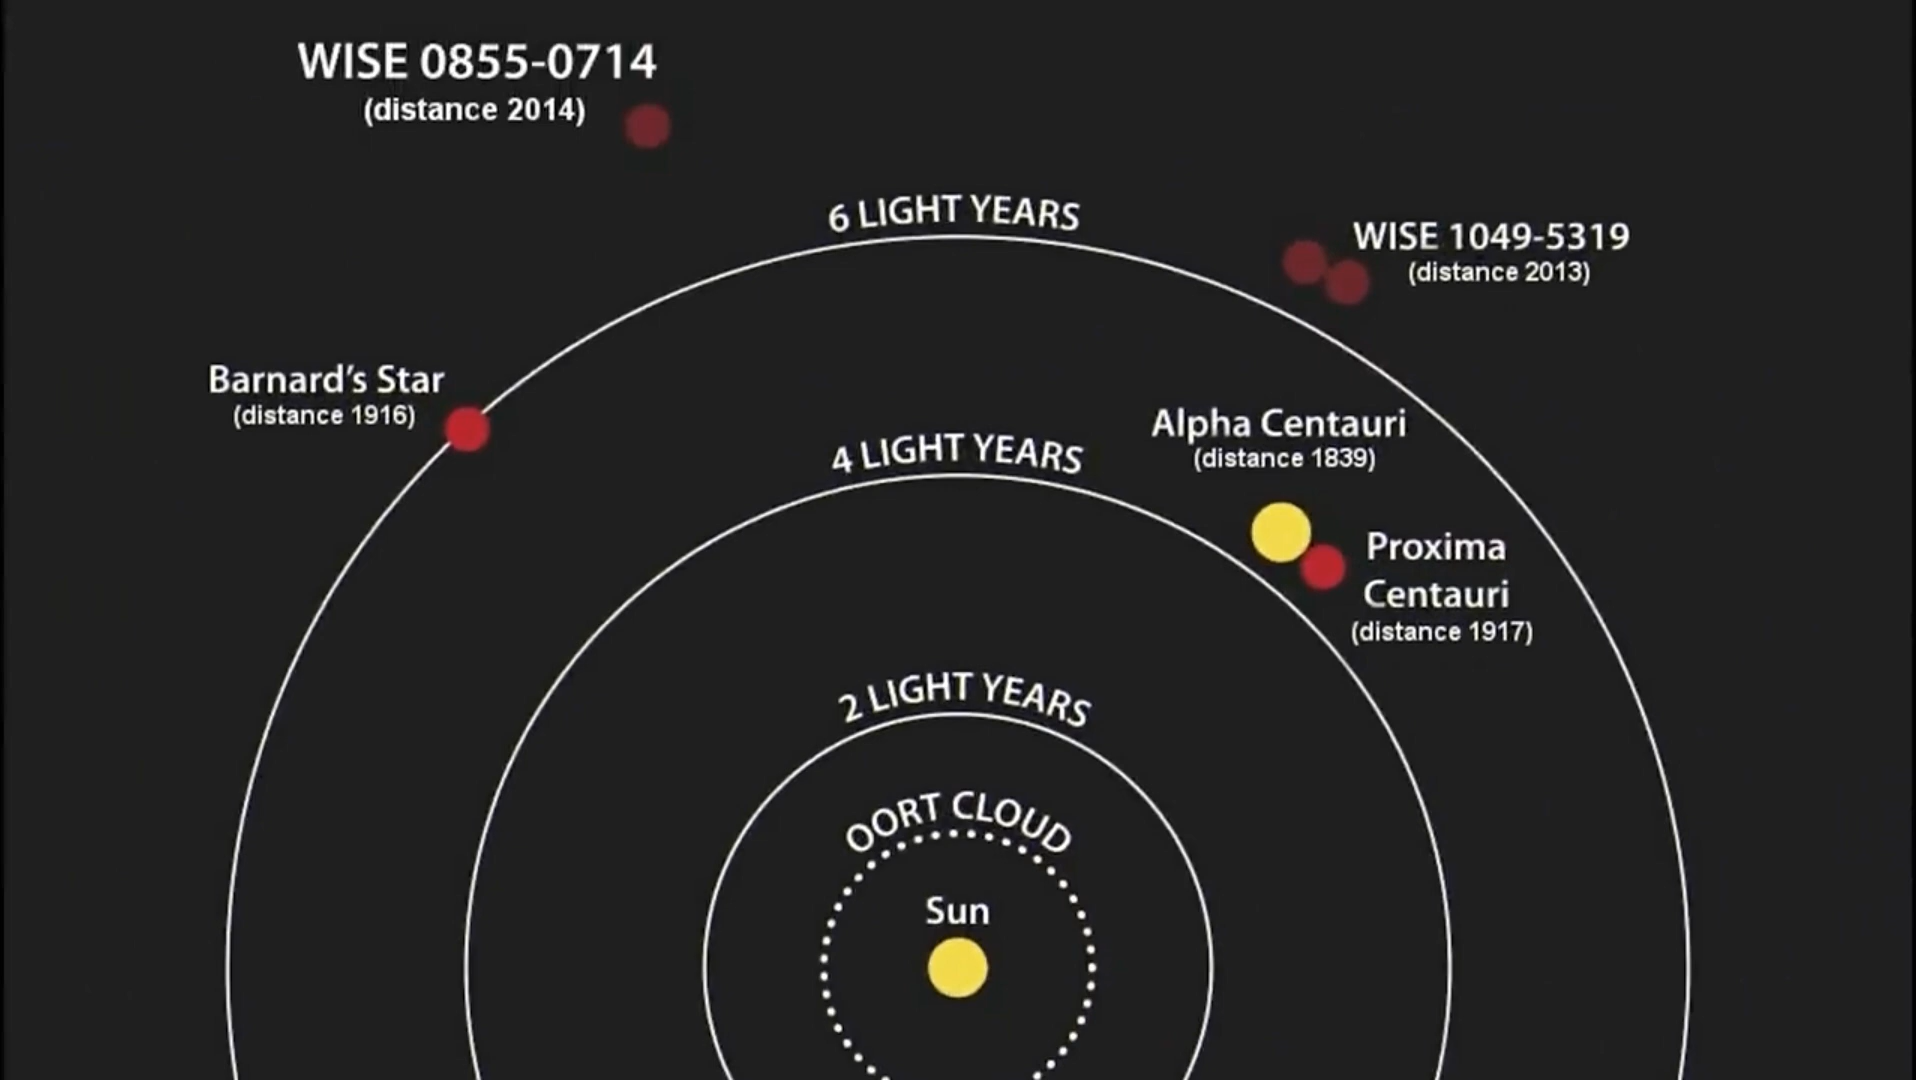 WISE 0855-0714
(distance 2014)
6 LIGHT YEARS
WISE 1049-5319
(distance 2013)
Barnard's Star
(distance 1916)
Alpha Centauri
(distance 1839)
4 LIGHT YEARS
Proxima
Centauri
(distance 1917)
2 LIGHT YEARS
OORT CLOUD
Sun